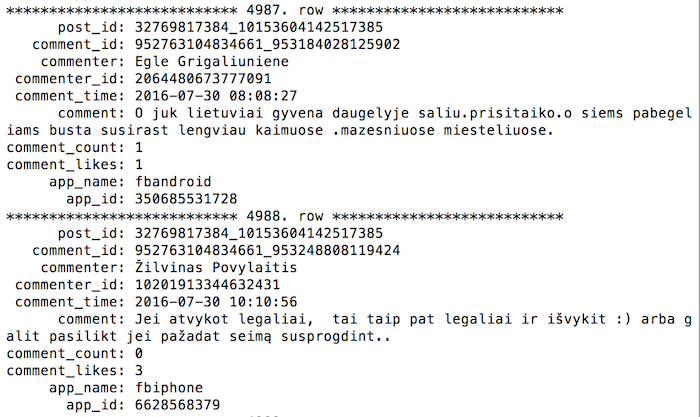 *************************** 4987. row ***************************
post_id: 32769817384_10153604142517385
comment_id: 952763104834661_953184028125902
commenter: Egle Grigaliuniene
commenter_id: 2064480673777091
comment_time: 2016-07-30 08:08:27
comment: O juk lietuviai gyvena daugelyje saliu.prisitaiko.o siems pabegel
iams busta susirast lengviau kaimuose .mazesniuose miesteliuose.
comment_count: 1
comment_likes: 1
app_name: fbandroid
app_id: 350685531728
*************************** 4988. row ***************************
post_id: 32769817384_10153604142517385
comment_id: 952763104834661_953248808119424
commenter: Žilvinas Povylaitis
commenter_id: 10201913344632431
comment_time: 2016-07-30 10:10:56
comment: Jei atvykot legaliai,  tai taip pat legaliai ir išvykit :) arba g
alit pasilikt jei pažadat seimą susprogdint..
comment_count: 0
comment_likes: 3
app_name: fbiphone
app_id: 6628568379